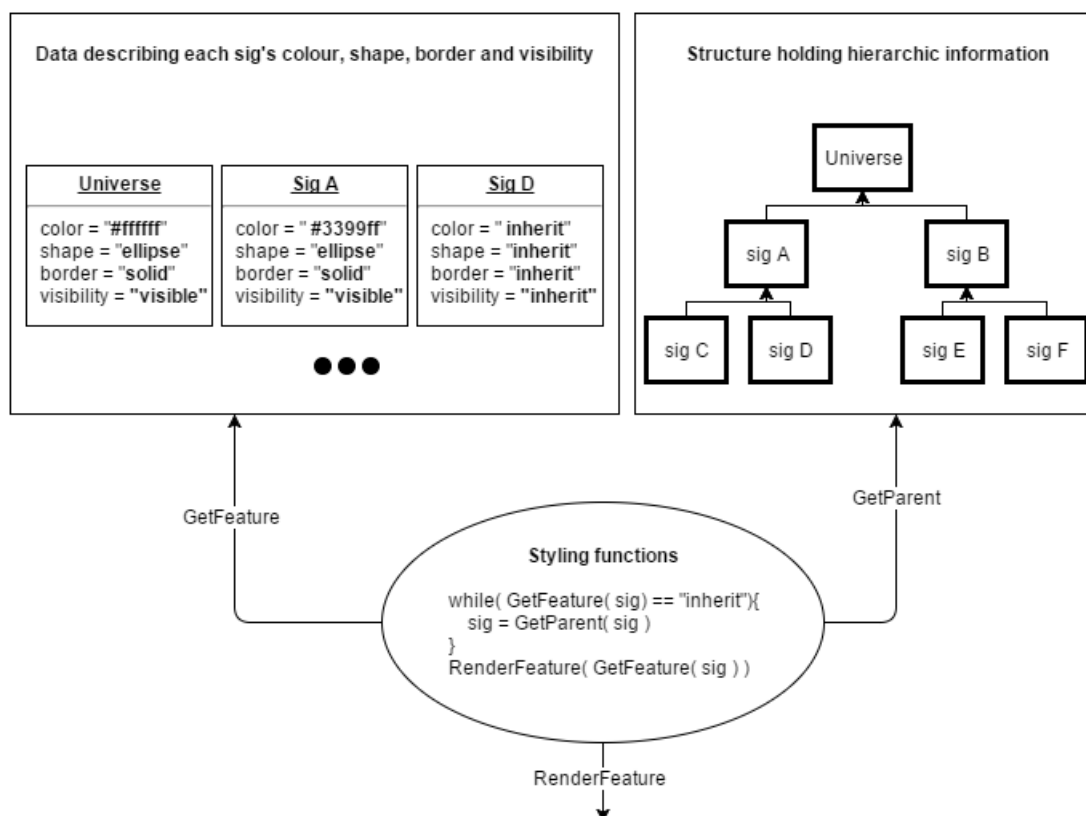 Data describing each sig's colour, shape, border and visibility
Universe
color = "#ffffff"
shape = "ellipse"
border = "solid"
visibility = "visible"
Sig A
color = " #3399ff"
shape = "ellipse"
border = "solid"
visibility = "visible"
Sig D
color = " inherit"
shape = "inherit"
border = "inherit"
visibility = "inherit"
Structure holding hierarchic information
Universe
sig A
sig B
sig C
sig D
sig E
sig F
GetFeature
GetParent
Styling functions
while( GetFeature( sig) == "inherit"){
sig = GetParent( sig )
}
RenderFeature( GetFeature( sig ) )
RenderFeature